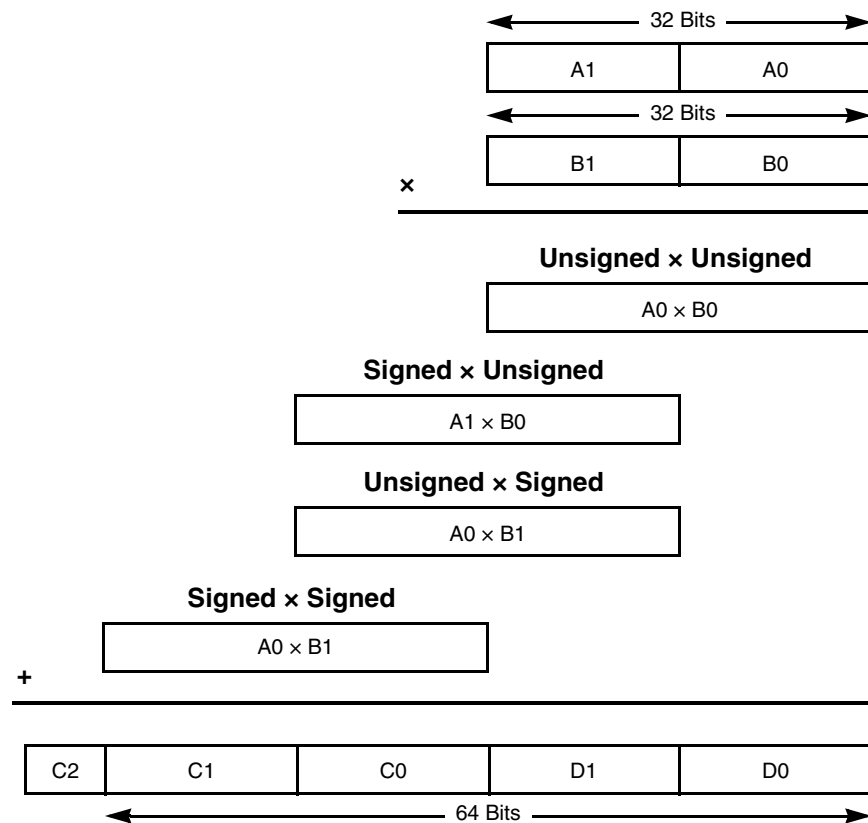 32 Bits
A1 A0
32 Bits
B1 B0
×
Unsigned × Unsigned
A0 × B0
Signed × Unsigned
A1 × B0
Unsigned × Signed
A0 × B1
Signed × Signed
A0 × B1
+
C2 C1 C0 D1 D0
64 Bits